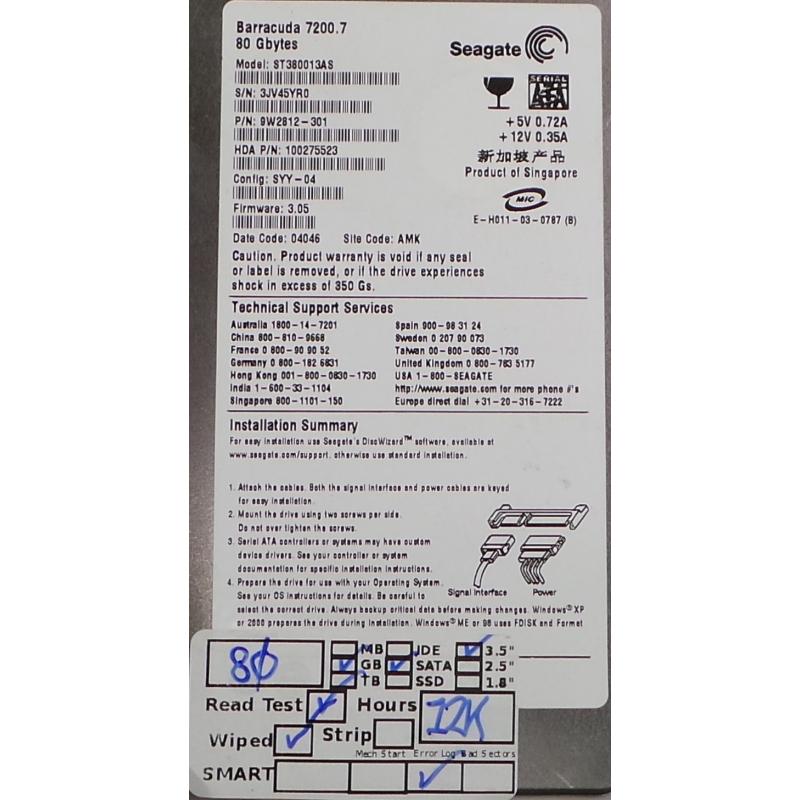 Barracuda 7200.7
80 Gbytes
Seagate
Model: ST380013AS
S/N: 3JV45YR0
SERIAL
ATA
P/N: 9W2812-301
+5V 0.72A
+12V 0.35A
HDA P/N: 100275523
新加坡产品
Product of Singapore
Config: SYY-04
MIC
Firmware: 3.05
E-H011-03-0787 (B)
Date Code: 04046 Site Code: AMK
Caution. Product warranty is void if any seal
or label is removed, or if the drive experiences
shock in excess of 350 Gs.
Technical Support Services
Australia 1800-14-7201
China 800-810-9668
France 0 800-90 90 52
Germany 0 800-182 6831
Hong Kong 001-800-0830-1730
India 1-600-33-1104
Singapore 800-1101-150
Spain 900-98 31 24
Sweden 0 207 90 073
Taiwan 00-800-0830-1730
United Kingdom 0 800-783 5177
USA 1-800-SEAGATE
http://www.seagate.com for more phone #'s
Europe direct dial +31-20-316-7222
Installation Summary
For easy installation use Seagate's DiscWizard™ software, available at
www.seagate.com/support, otherwise use standard installation.
1. Attach the cables. Both the signal interface and power cables are keyed
for easy installation.
2. Mount the drive using two screws per side.
Do not over tighten the screws.
3. Serial ATA controllers or systems may have custom
device drivers. See your controller or system
documentation for specific installation instructions.
4. Prepare the drive for use with your Operating System.
See your OS instructions for details. Be careful to
select the correct drive. Always backup critical data before making changes. Windows® XP
or 2000 prepares the drive during installation. Windows® ME or 98 uses FDISK and Format
Signal Interface Power
80
MB
GB
TB
IDE
SATA
SSD
3.5"
2.5"
1.8"
Read Test Hours 12K
Wiped Strip
Mech Start Error Log Bad Sectors
SMART